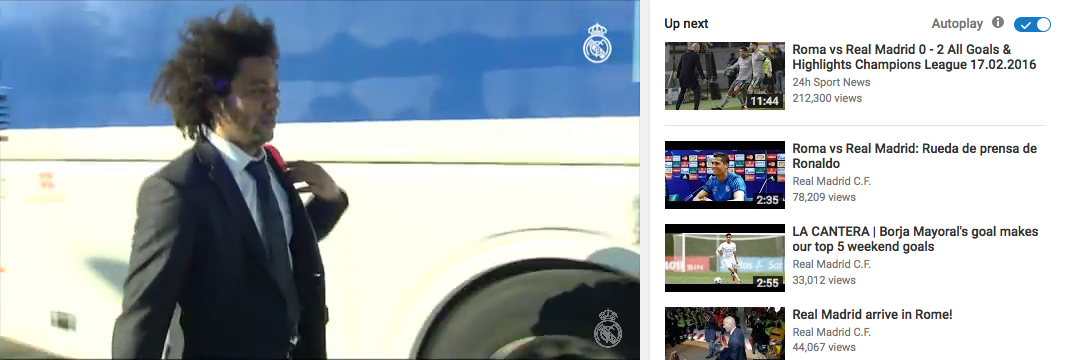 Up next
Autoplay
Roma vs Real Madrid 0 - 2 All Goals &
Highlights Champions League 17.02.2016
24h Sport News
212,300 views
11:44
Roma vs Real Madrid: Rueda de prensa de
Ronaldo
Real Madrid C.F.
78,209 views
2:35
LA CANTERA | Borja Mayoral's goal makes
our top 5 weekend goals
Real Madrid C.F.
33,012 views
2:55
Real Madrid arrive in Rome!
Real Madrid C.F.
44,067 views